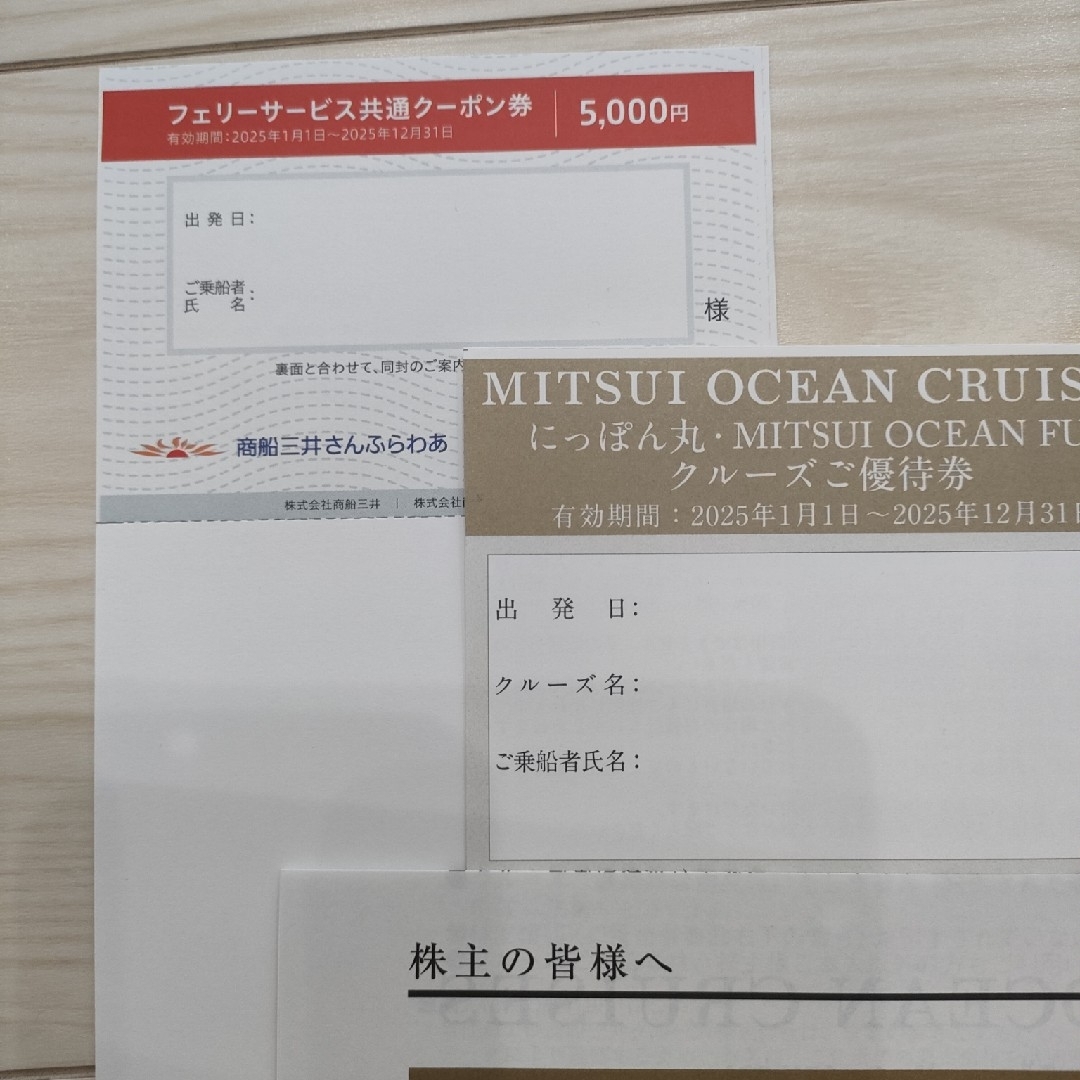 フェリーサービス共通クーポン券
5,000円
有効期間:2025年1月1日～2025年12月31日
出発日:
ご乗船者
氏名:
様
裏面と合わせて、同封のご案内
商船三井さんふらわあ
株式会社商船三井 | 株式会社
MITSUI OCEAN CRUIS
にっぽん丸・MITSUI OCEAN FU
クルーズご優待券
有効期間：2025年1月1日～2025年12月31日
出発日:
クルーズ名:
ご乗船者氏名:
株主の皆様へ